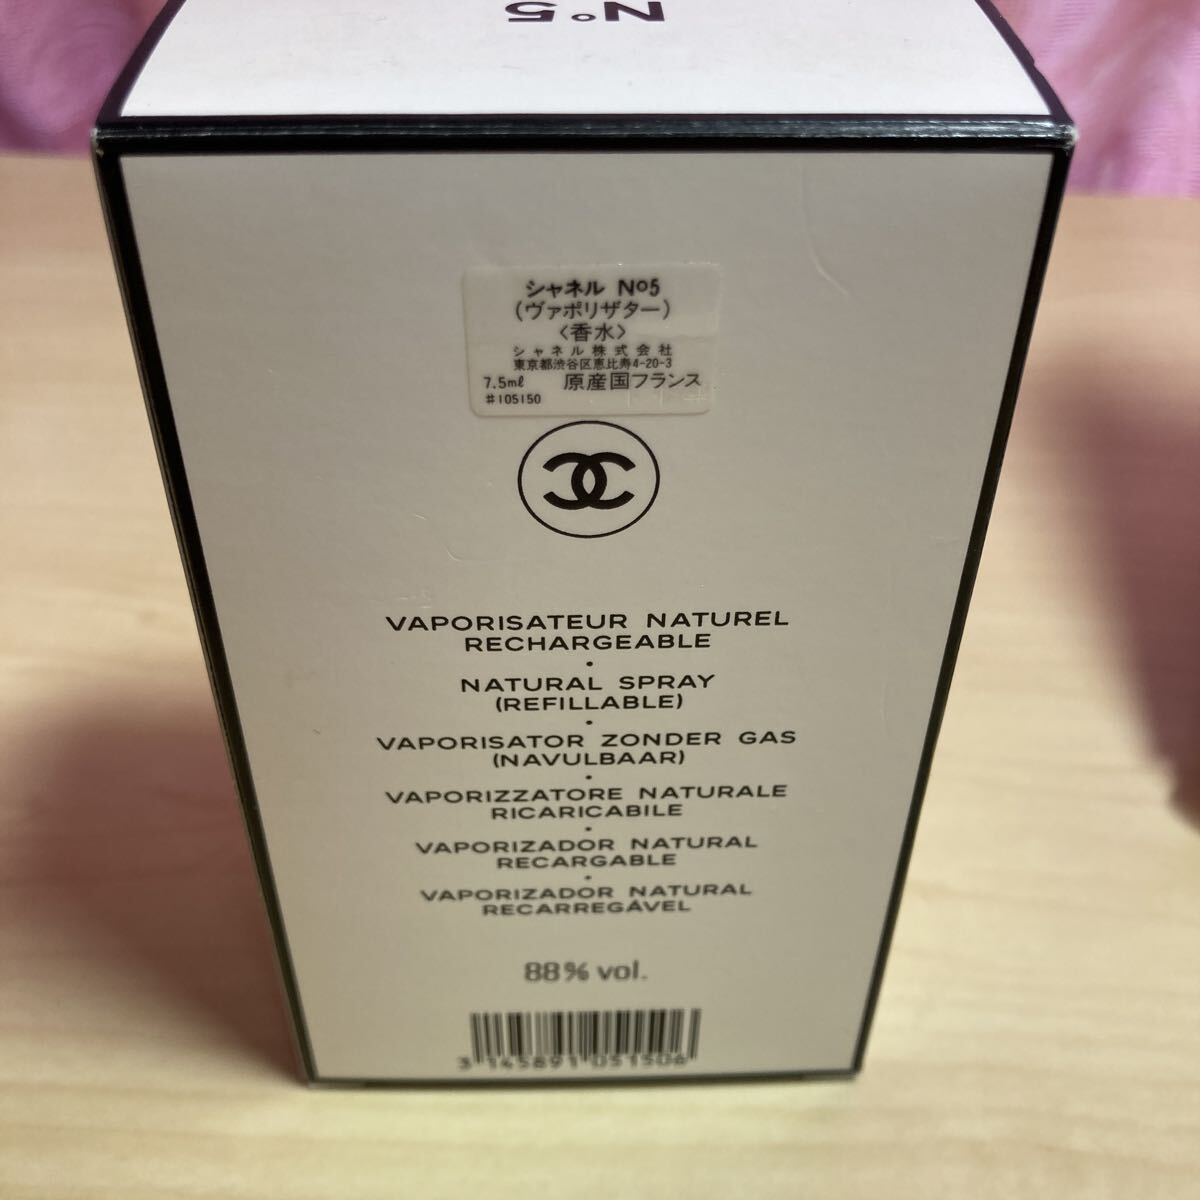 N°5
シャネル N°5
(ヴァポリザター)
〈香水〉
シャネル株式会社
東京都渋谷区恵比寿4-20-3
7.5mℓ 原産国フランス
#105150
VAPORISATEUR NATUREL
RECHARGEABLE
·
NATURAL SPRAY
(REFILLABLE)
·
VAPORISATOR ZONDER GAS
(NAVULBAAR)
·
VAPORIZZATORE NATURALE
RICARICABILE
·
VAPORIZADOR NATURAL
RECARGABLE
·
VAPORIZADOR NATURAL
RECARREGÁVEL
88% vol.
3 145891 051506